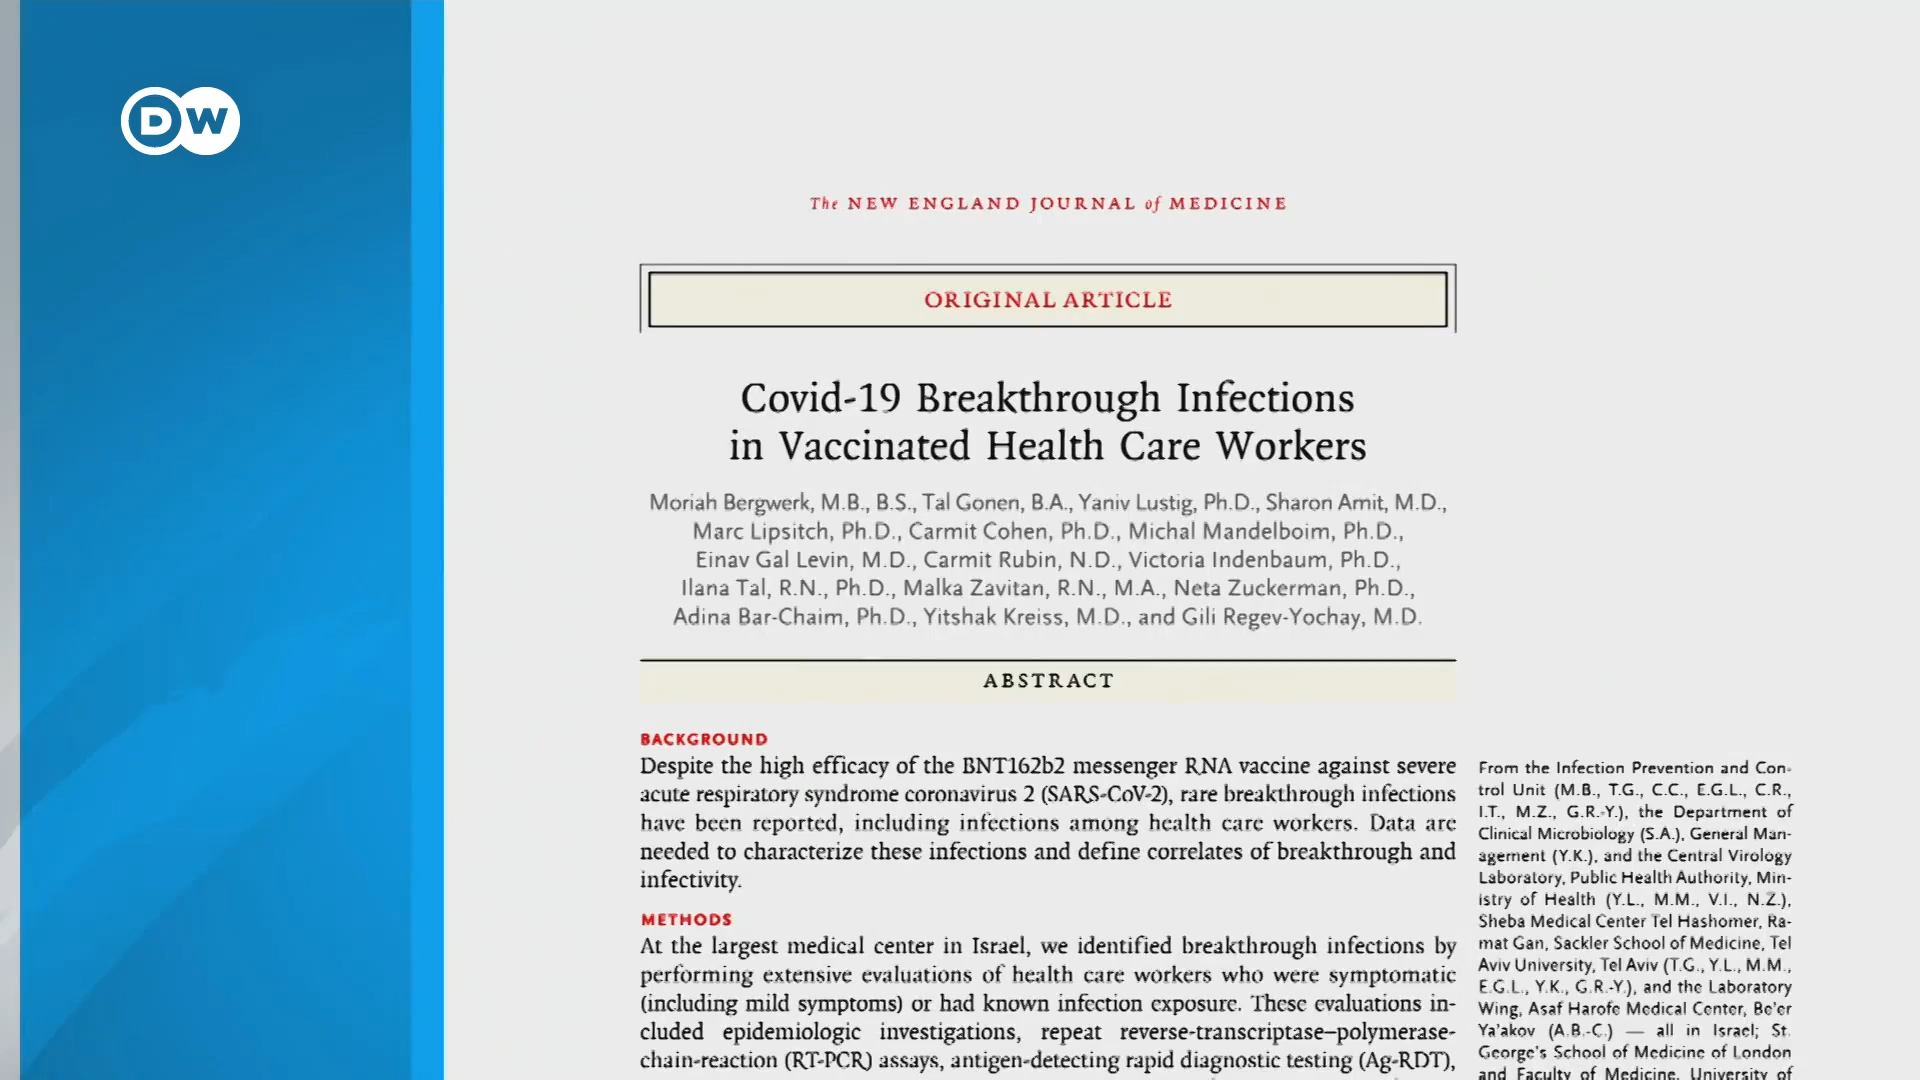 DW
The NEW ENGLAND JOURNAL of MEDICINE
ORIGINAL ARTICLE
Covid-19 Breakthrough Infections
in Vaccinated Health Care Workers
Moriah Bergwerk, M.B., B.S., Tal Gonen, B.A., Yaniv Lustig, Ph.D., Sharon Amit, M.D.,
Marc Lipsitch, Ph.D., Carmit Cohen, Ph.D., Michal Mandelboim, Ph.D.,
Einav Gal Levin, M.D., Carmit Rubin, N.D., Victoria Indenbaum, Ph.D.,
Ilana Tal, R.N., Ph.D., Malka Zavitan, R.N., M.A., Neta Zuckerman, Ph.D.,
Adina Bar-Chaim, Ph.D., Yitshak Kreiss, M.D., and Gili Regev-Yochay, M.D.
ABSTRACT
BACKGROUND
Despite the high efficacy of the BNT162b2 messenger RNA vaccine against severe
acute respiratory syndrome coronavirus 2 (SARS-CoV-2), rare breakthrough infections
have been reported, including infections among health care workers. Data are
needed to characterize these infections and define correlates of breakthrough and
infectivity.
METHODS
At the largest medical center in Israel, we identified breakthrough infections by
performing extensive evaluations of health care workers who were symptomatic
(including mild symptoms) or had known infection exposure. These evaluations in-
cluded epidemiologic investigations, repeat reverse-transcriptase–polymerase-
chain-reaction (RT-PCR) assays, antigen-detecting rapid diagnostic testing (Ag-RDT),
From the Infection Prevention and Con-
trol Unit (M.B., T.G., C.C., E.G.L., C.R.,
I.T., M.Z., G.R.-Y.), the Department of
Clinical Microbiology (S.A.), General Man-
agement (Y.K.), and the Central Virology
Laboratory, Public Health Authority, Min-
istry of Health (Y.L., M.M., V.I., N.Z.),
Sheba Medical Center Tel Hashomer, Ra-
mat Gan, Sackler School of Medicine, Tel
Aviv University, Tel Aviv (T.G., Y.L., M.M.,
E.G.L., Y.K., G.R.-Y.), and the Laboratory
Wing, Asaf Harofe Medical Center, Be'er
Ya'akov (A.B.-C.) — all in Israel; St.
George's School of Medicine of London
and Faculty of Medicine, University of